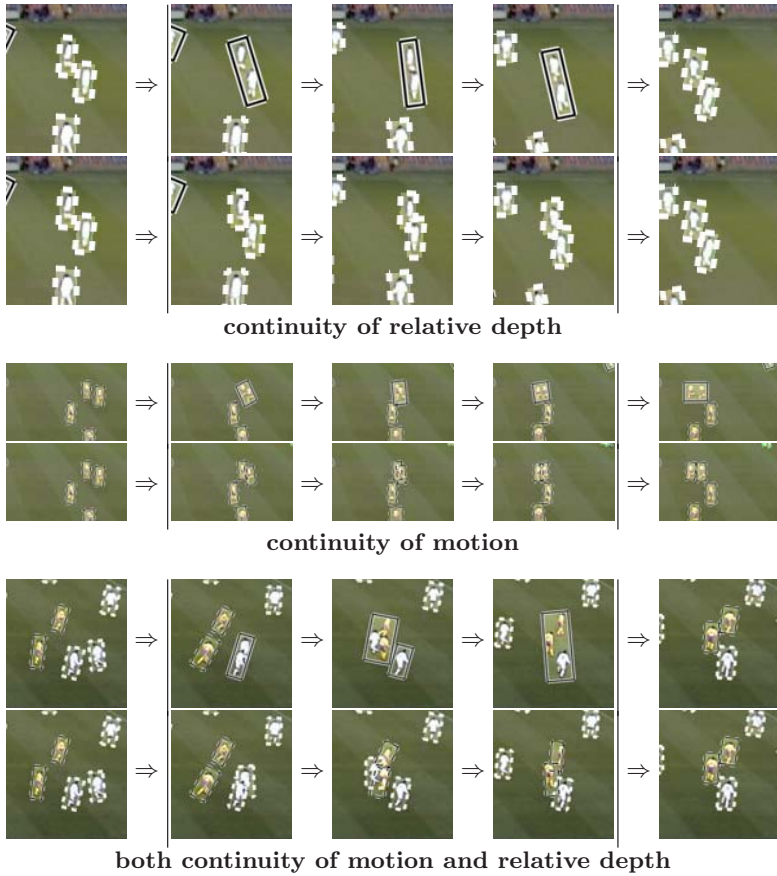 ⇒ ⇒ ⇒ ⇒
⇒ ⇒ ⇒ ⇒
continuity of relative depth
⇒ ⇒ ⇒ ⇒
⇒ ⇒ ⇒ ⇒
continuity of motion
⇒ ⇒ ⇒ ⇒
⇒ ⇒ ⇒ ⇒
both continuity of motion and relative depth